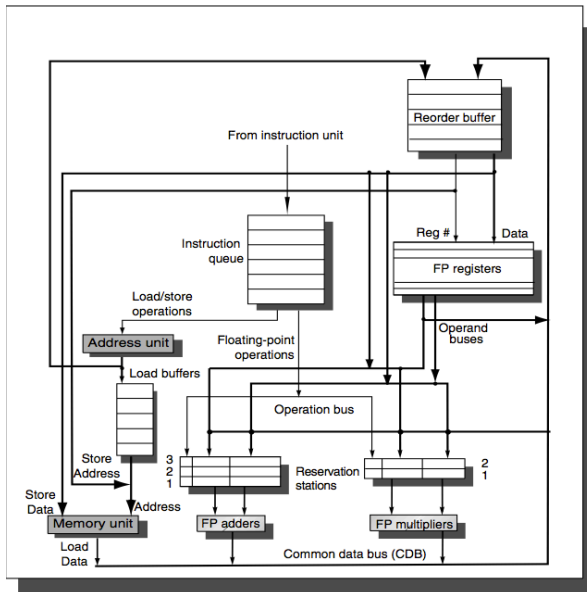 Reorder buffer
From instruction unit
Reg #
Data
Instruction
queue
FP registers
Load/store
operations
Operand
buses
Address unit
Floating-point
operations
Load buffers
Operation bus
Store
Address
3
2
1
Reservation
stations
2
1
Store
Data
Address
Memory unit
FP adders
FP multipliers
Load
Data
Common data bus (CDB)